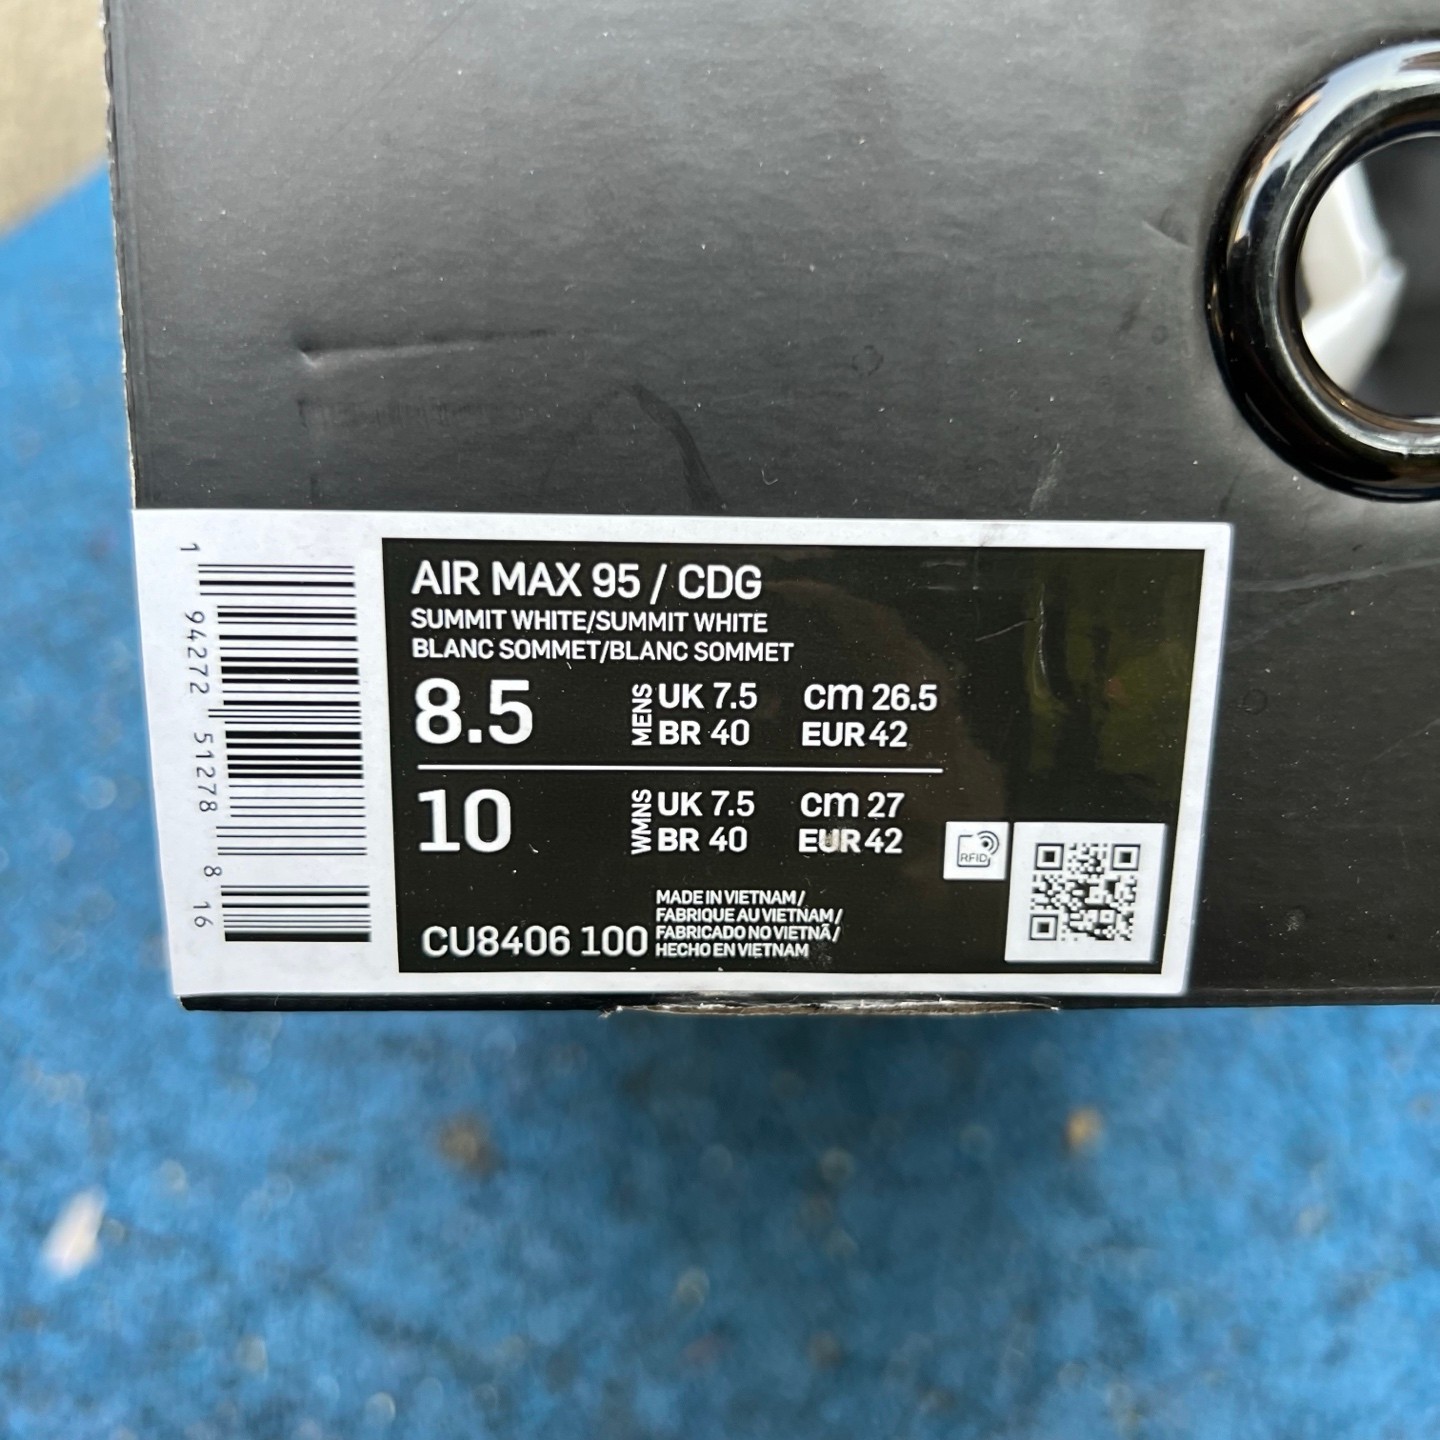 AIR MAX 95 / CDG
SUMMIT WHITE/SUMMIT WHITE
BLANC SOMMET/BLANC SOMMET
8.5 MENS UK 7.5 cm 26.5
BR 40 EUR 42
10 WMNS UK 7.5 cm 27
BR 40 EUR 42
RFID
CU8406 100
MADE IN VIETNAM /
FABRIQUE AU VIETNAM /
FABRICADO NO VIETNÃ /
HECHO EN VIETNAM
1 94272 51278 8 16